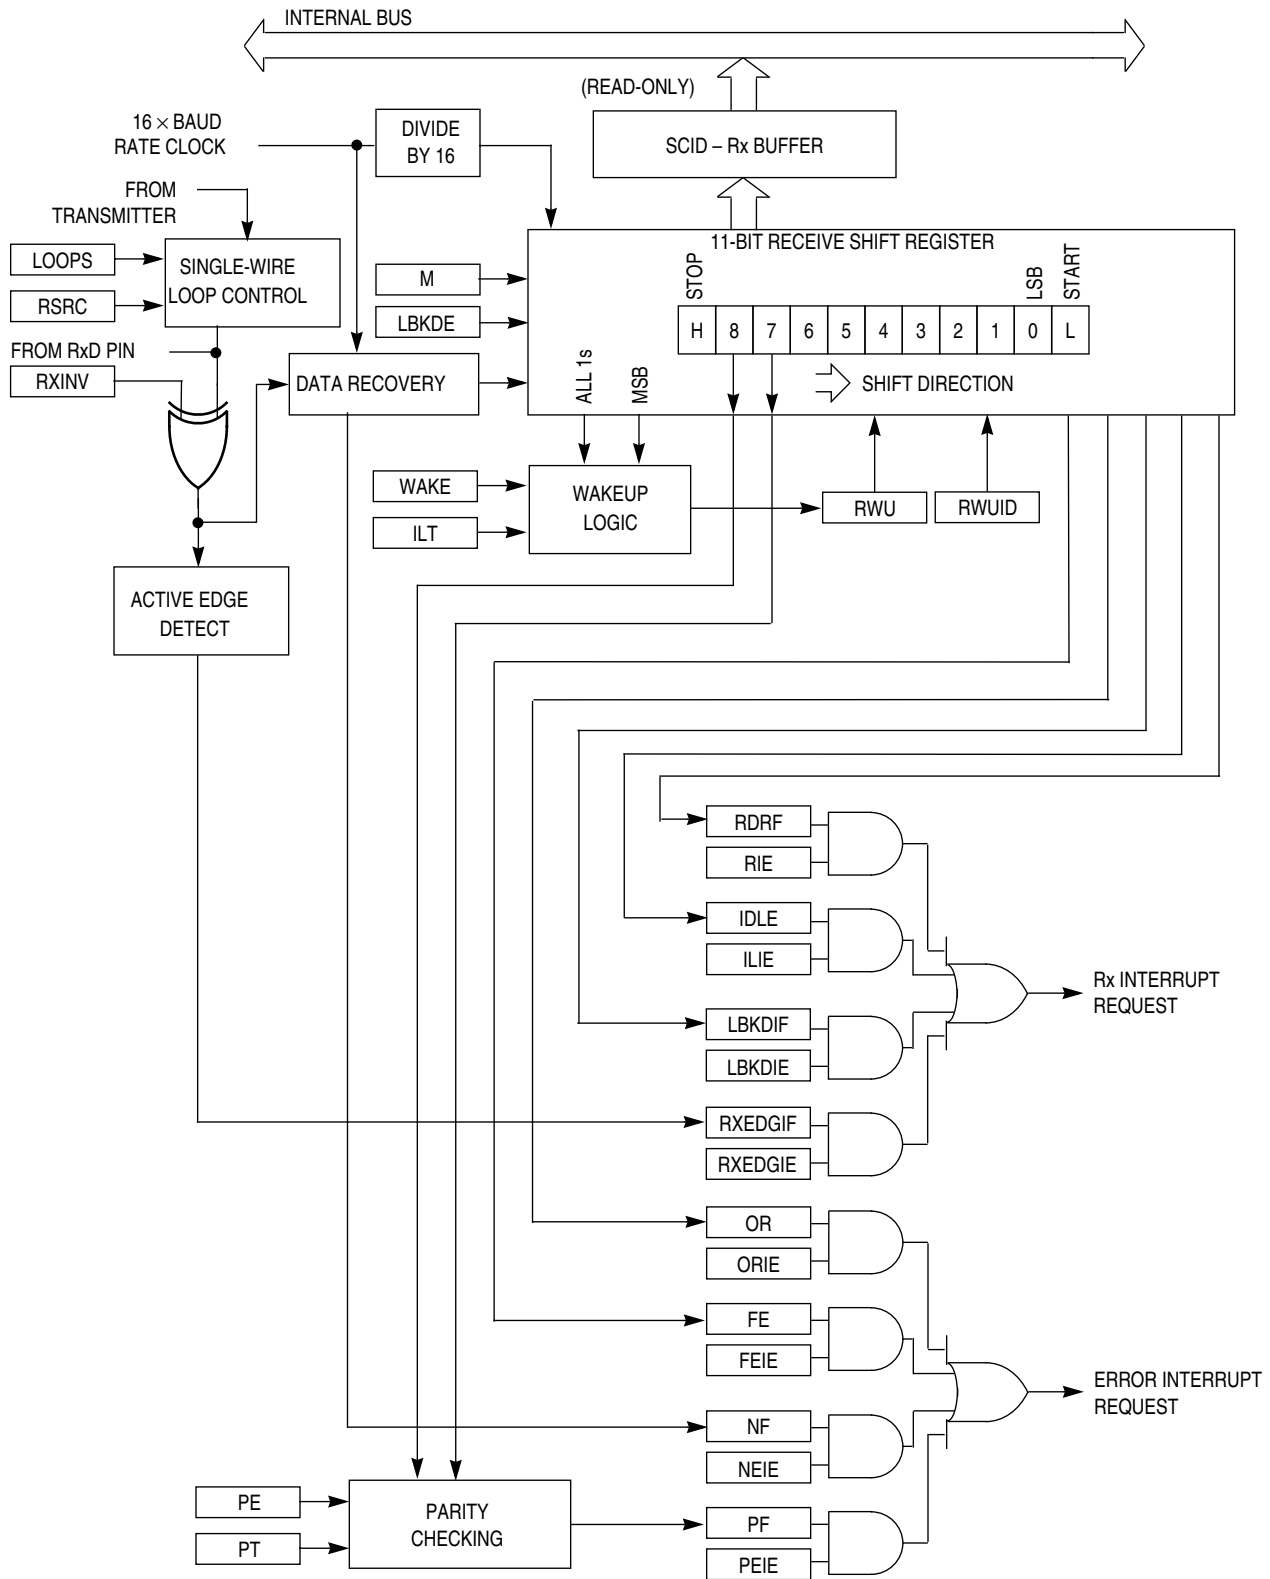 INTERNAL BUS
(READ-ONLY)
16 × BAUD
RATE CLOCK
DIVIDE
BY 16
SCID – Rx BUFFER
FROM
TRANSMITTER
11-BIT RECEIVE SHIFT REGISTER
LOOPS
SINGLE-WIRE
LOOP CONTROL
RSRC
M
LBKDE
STOP
LSB
START
H 8 7 6 5 4 3 2 1 0 L
FROM RxD PIN
RXINV
DATA RECOVERY
ALL 1s
MSB
SHIFT DIRECTION
WAKE
ILT
WAKEUP
LOGIC
RWU
RWUID
ACTIVE EDGE
DETECT
RDRF
RIE
IDLE
ILIE
Rx INTERRUPT
REQUEST
LBKDIF
LBKDIE
RXEDGIF
RXEDGIE
OR
ORIE
FE
FEIE
ERROR INTERRUPT
REQUEST
NF
NEIE
PE
PT
PARITY
CHECKING
PF
PEIE